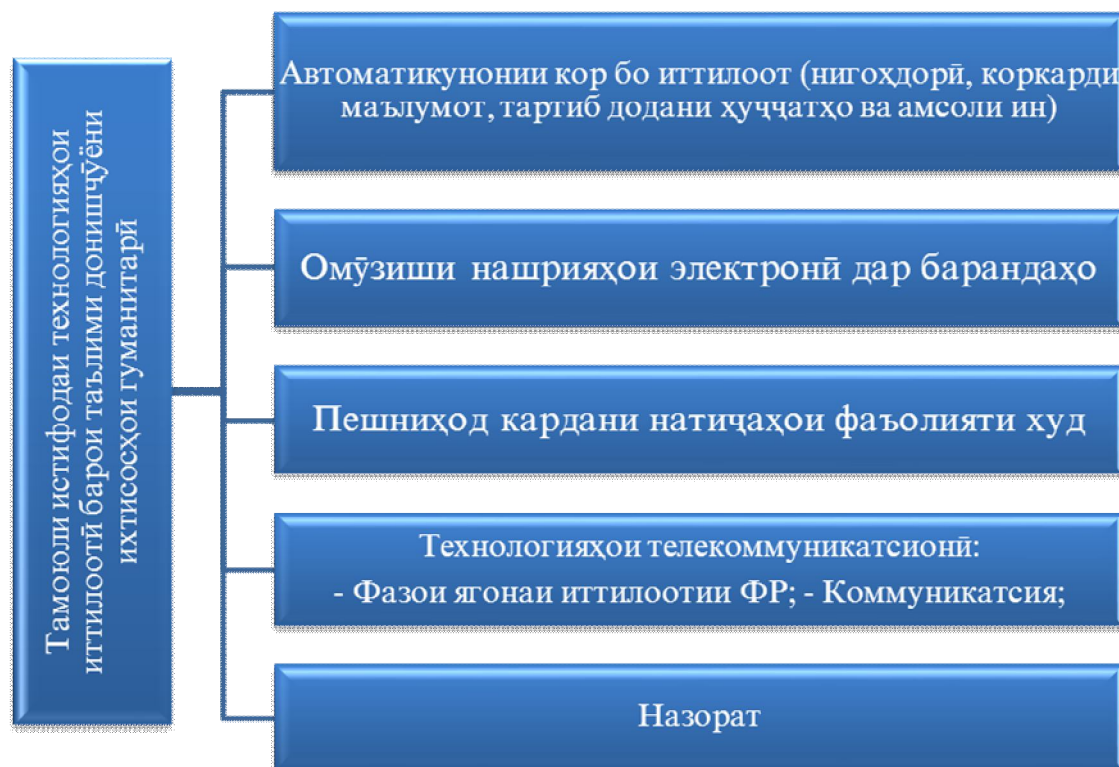 Тамоюли истифодаи технологияҳои
иттилоотӣ барои таълими донишҷӯёни
ихтисосҳои гуманитарӣ
Автоматикунонии кор бо иттилоот (нигоҳдорӣ, коркарди
маълумот, тартиб додани ҳуҷҷатҳо ва амсоли ин)
Омӯзиши нашрияҳои электронӣ дар барандаҳо
Пешниҳод кардани натиҷаҳои фаъолияти худ
Технологияҳои телекоммуникатсионӣ:
- Фазои ягонаи иттилоотии ФР; - Коммуникатсия;
Назорат